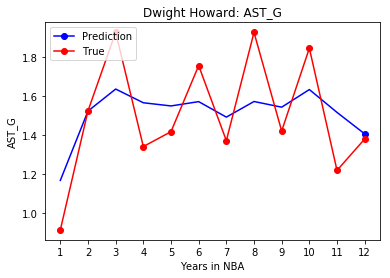 Dwight Howard: AST_G
Prediction
True
AST_G
1.8
1.6
1.4
1.2
1.0
1 2 3 4 5 6 7 8 9 10 11 12
Years in NBA